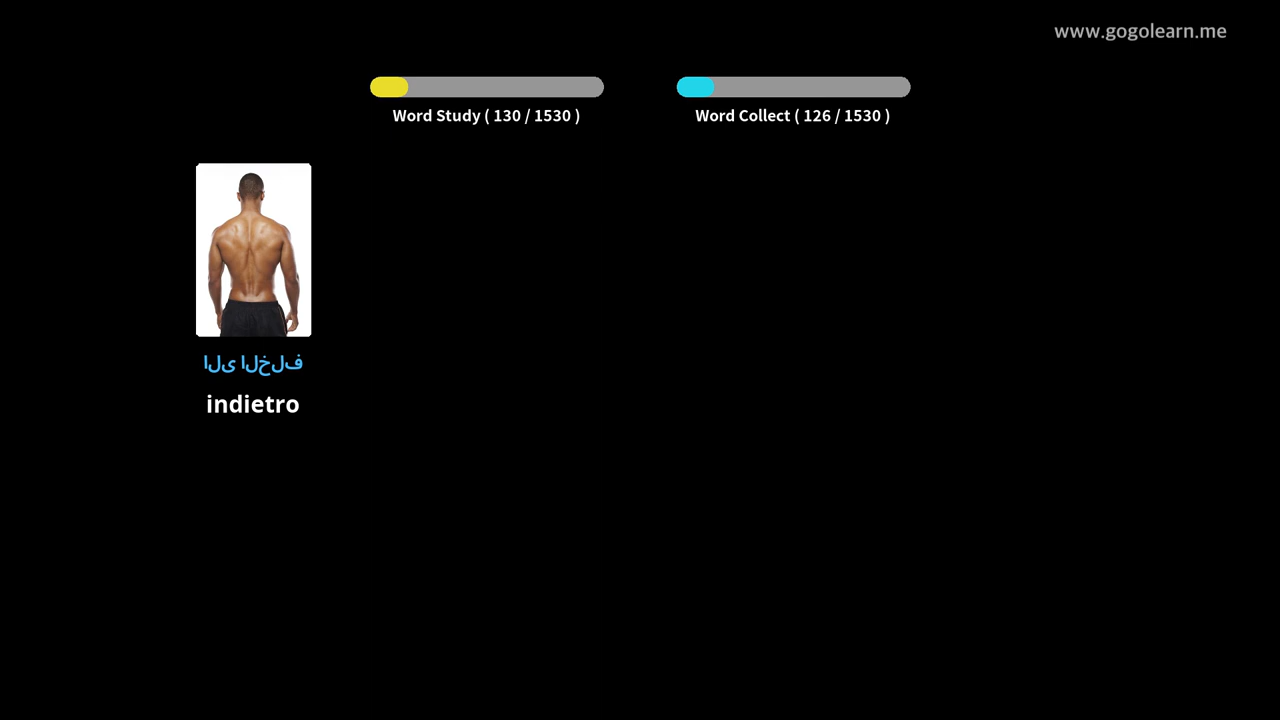 www.gogolearn.me
Word Study ( 130 / 1530 )
Word Collect ( 126 / 1530 )
الى الخلف
indietro